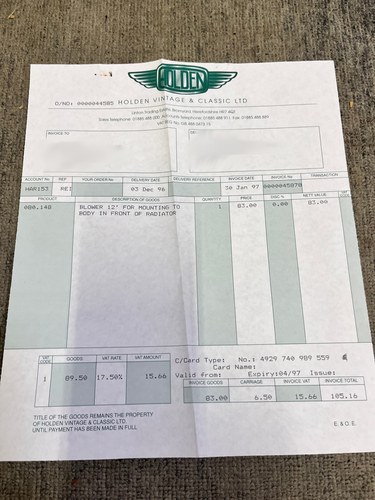 HOLDEN
O/NO: 0000044585 HOLDEN VINTAGE & CLASSIC LTD.
INVOICE TO
ACCOUNT No REP YOUR ORDER No DELIVERY DATE DELIVERY REFERENCE INVOICE DATE INVOICE No TRANSACTION
HAR153 REI 03 Dec 96 30 Jan 97 0000045878
PRODUCT DESCRIPTION OF GOODS QUANTITY PRICE DISC % NETT VALUE
080.148 BLOWER 12" FOR MOUNTING TO 1 83.00 0.00 83.00
BODY IN FRONT OF RADIATOR
VAT CODE GOODS VAT RATE VAT AMOUNT
1 89.50 17.50% 15.66
C/Card Type: No.: 4929 740 989 559
Card Name:
Valid from: Expiry:04/97 Issue:
INVOICE GOODS CARRIAGE INVOICE VAT INVOICE TOTAL
83.00 6.50 15.66 105.16
TITLE OF THE GOODS REMAINS THE PROPERTY
OF HOLDEN VINTAGE & CLASSIC LTD.
UNTIL PAYMENT HAS BEEN MADE IN FULL
E. & O. E.